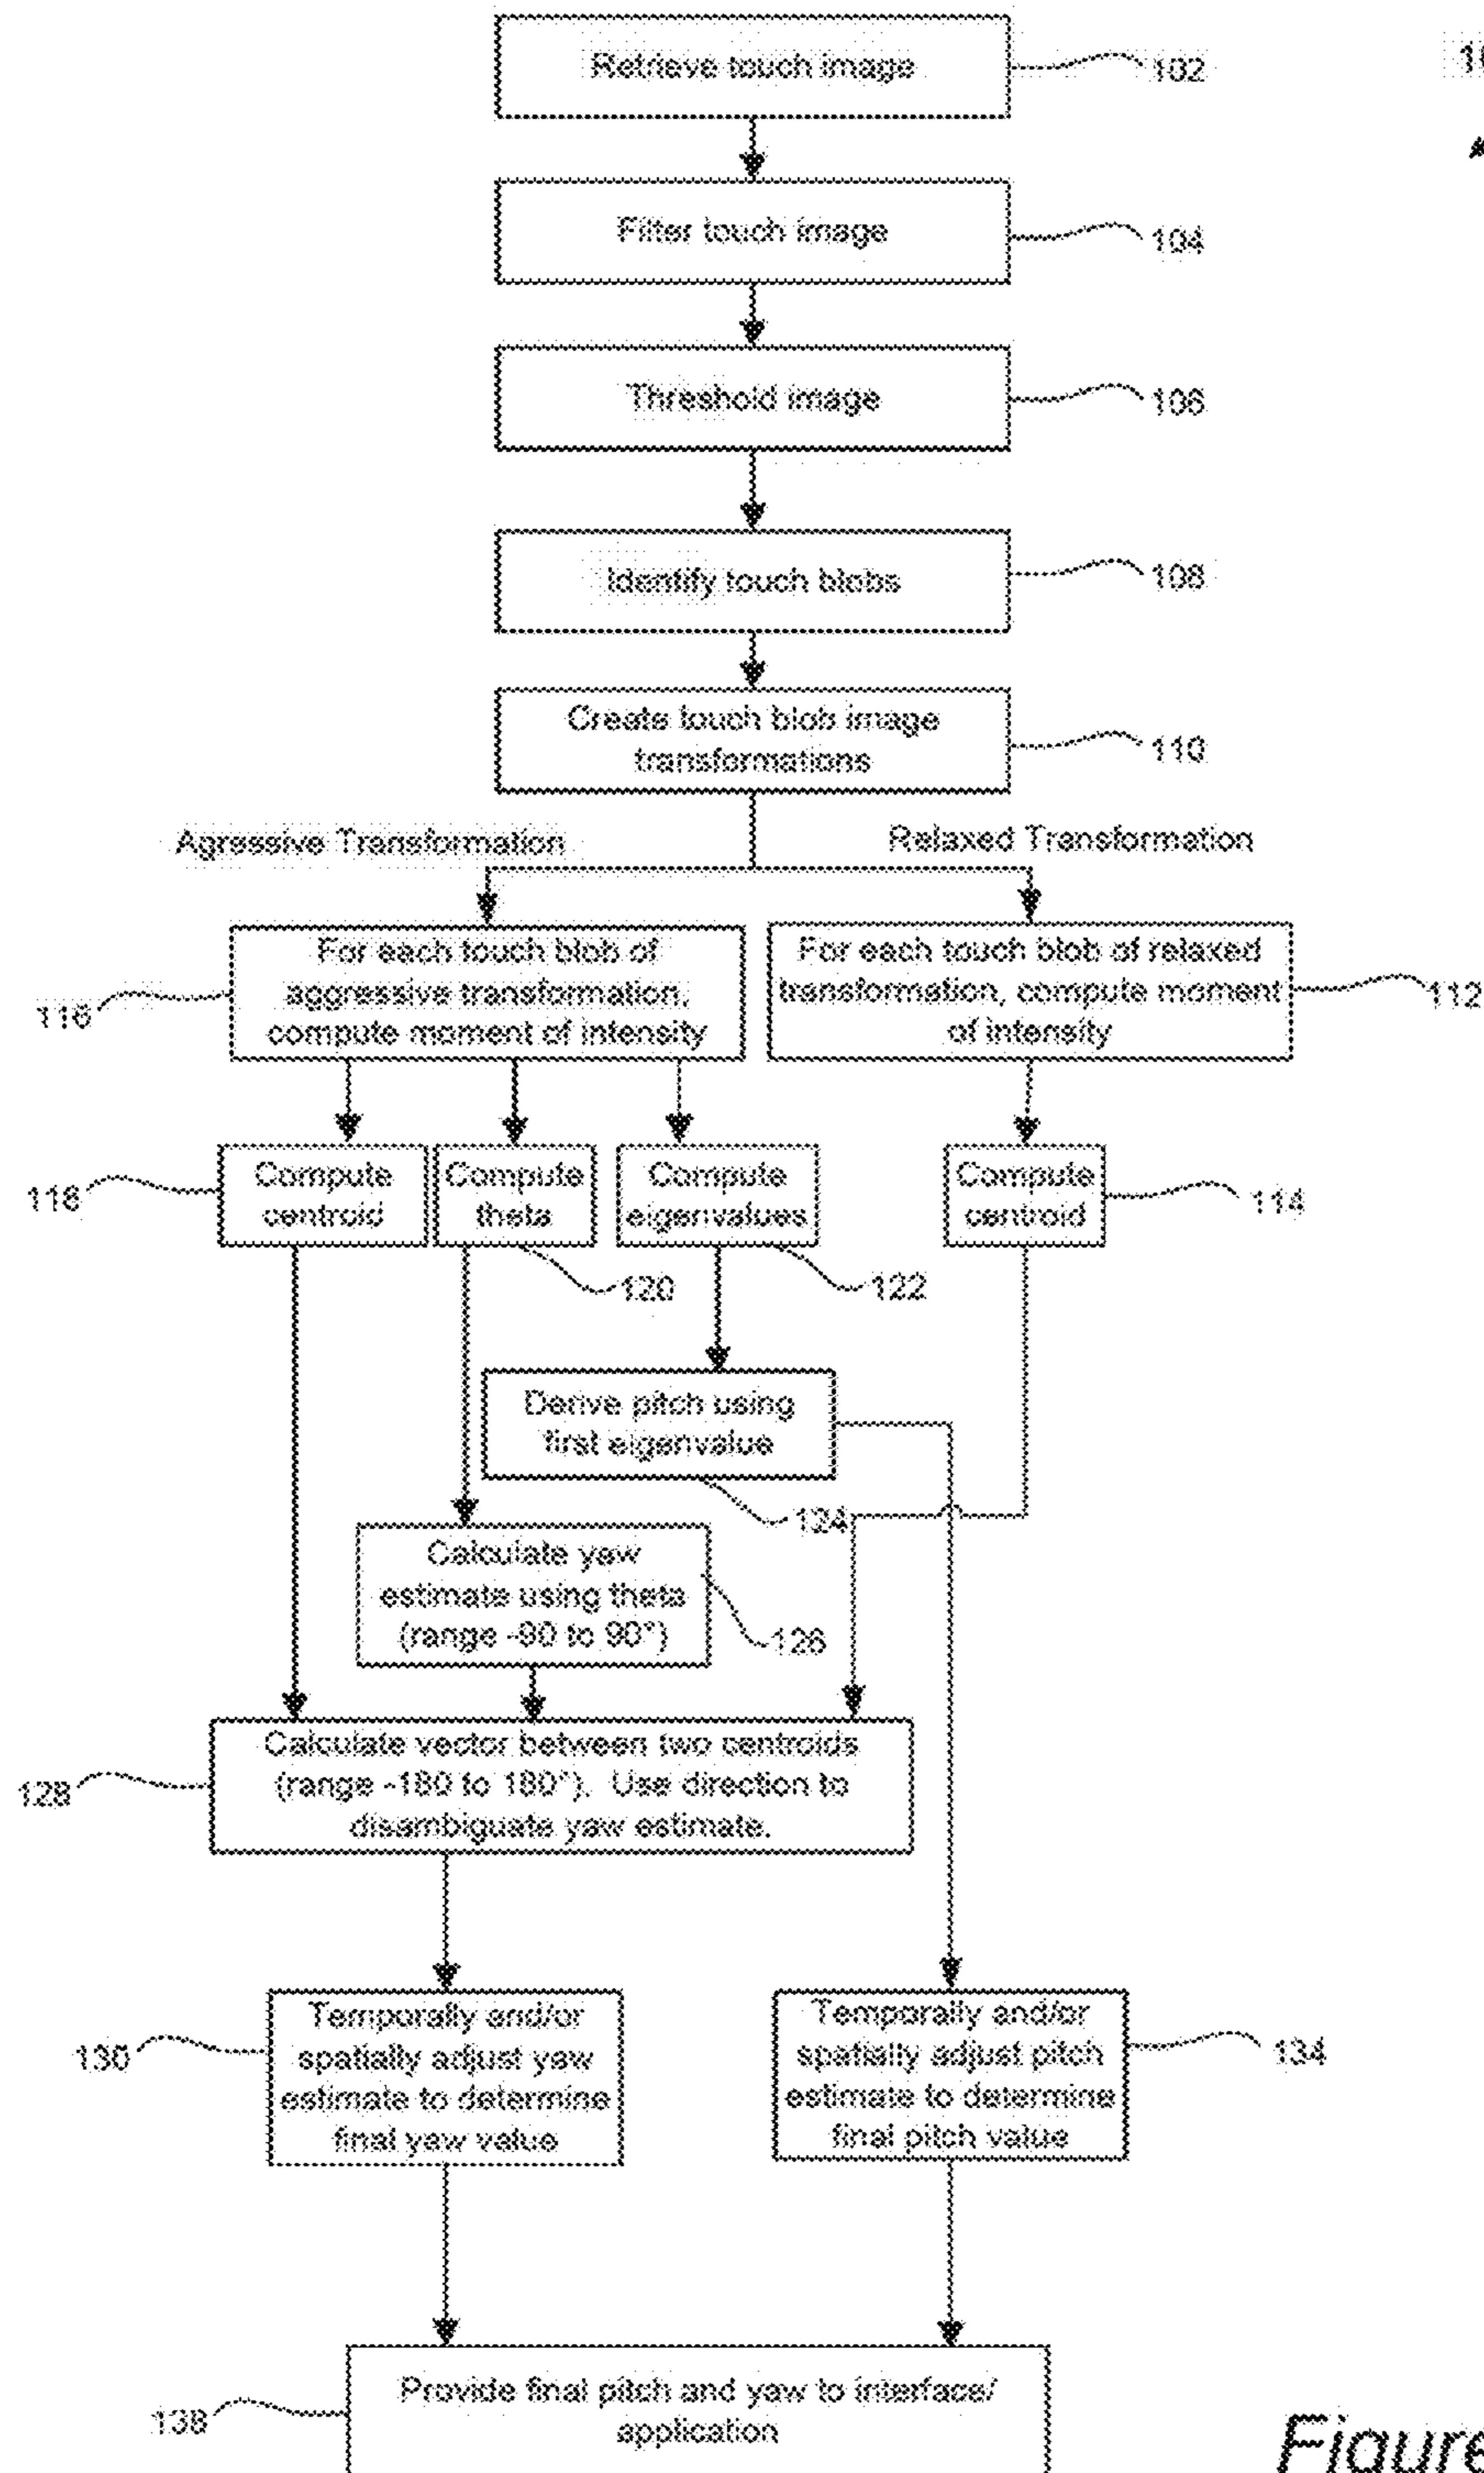 Retrieve touch image
102
10
Filter touch image
104
Threshold image
106
Identify touch blobs
108
Create touch blob image
transformations
110
Agressive Transformation
Relaxed Transformation
For each touch blob of
aggressive transformation,
compute moment of intensity
116
For each touch blob of relaxed
transformation, compute moment
of intensity
112
118
Compute
centroid
Compute
theta
Compute
eigenvalues
Compute
centroid
114
120
122
Derive pitch using
first eigenvalue
124
Calculate yaw
estimate using theta
(range -90 to 90°)
126
Calculate vector between two centroids
(range -180 to 180°). Use direction to
disambiguate yaw estimate.
128
130
Temporally and/or
spatially adjust yaw
estimate to determine
final yaw value
Temporally and/or
spatially adjust pitch
estimate to determine
final pitch value
134
Provide final pitch and yaw to interface/
application
138
Figure